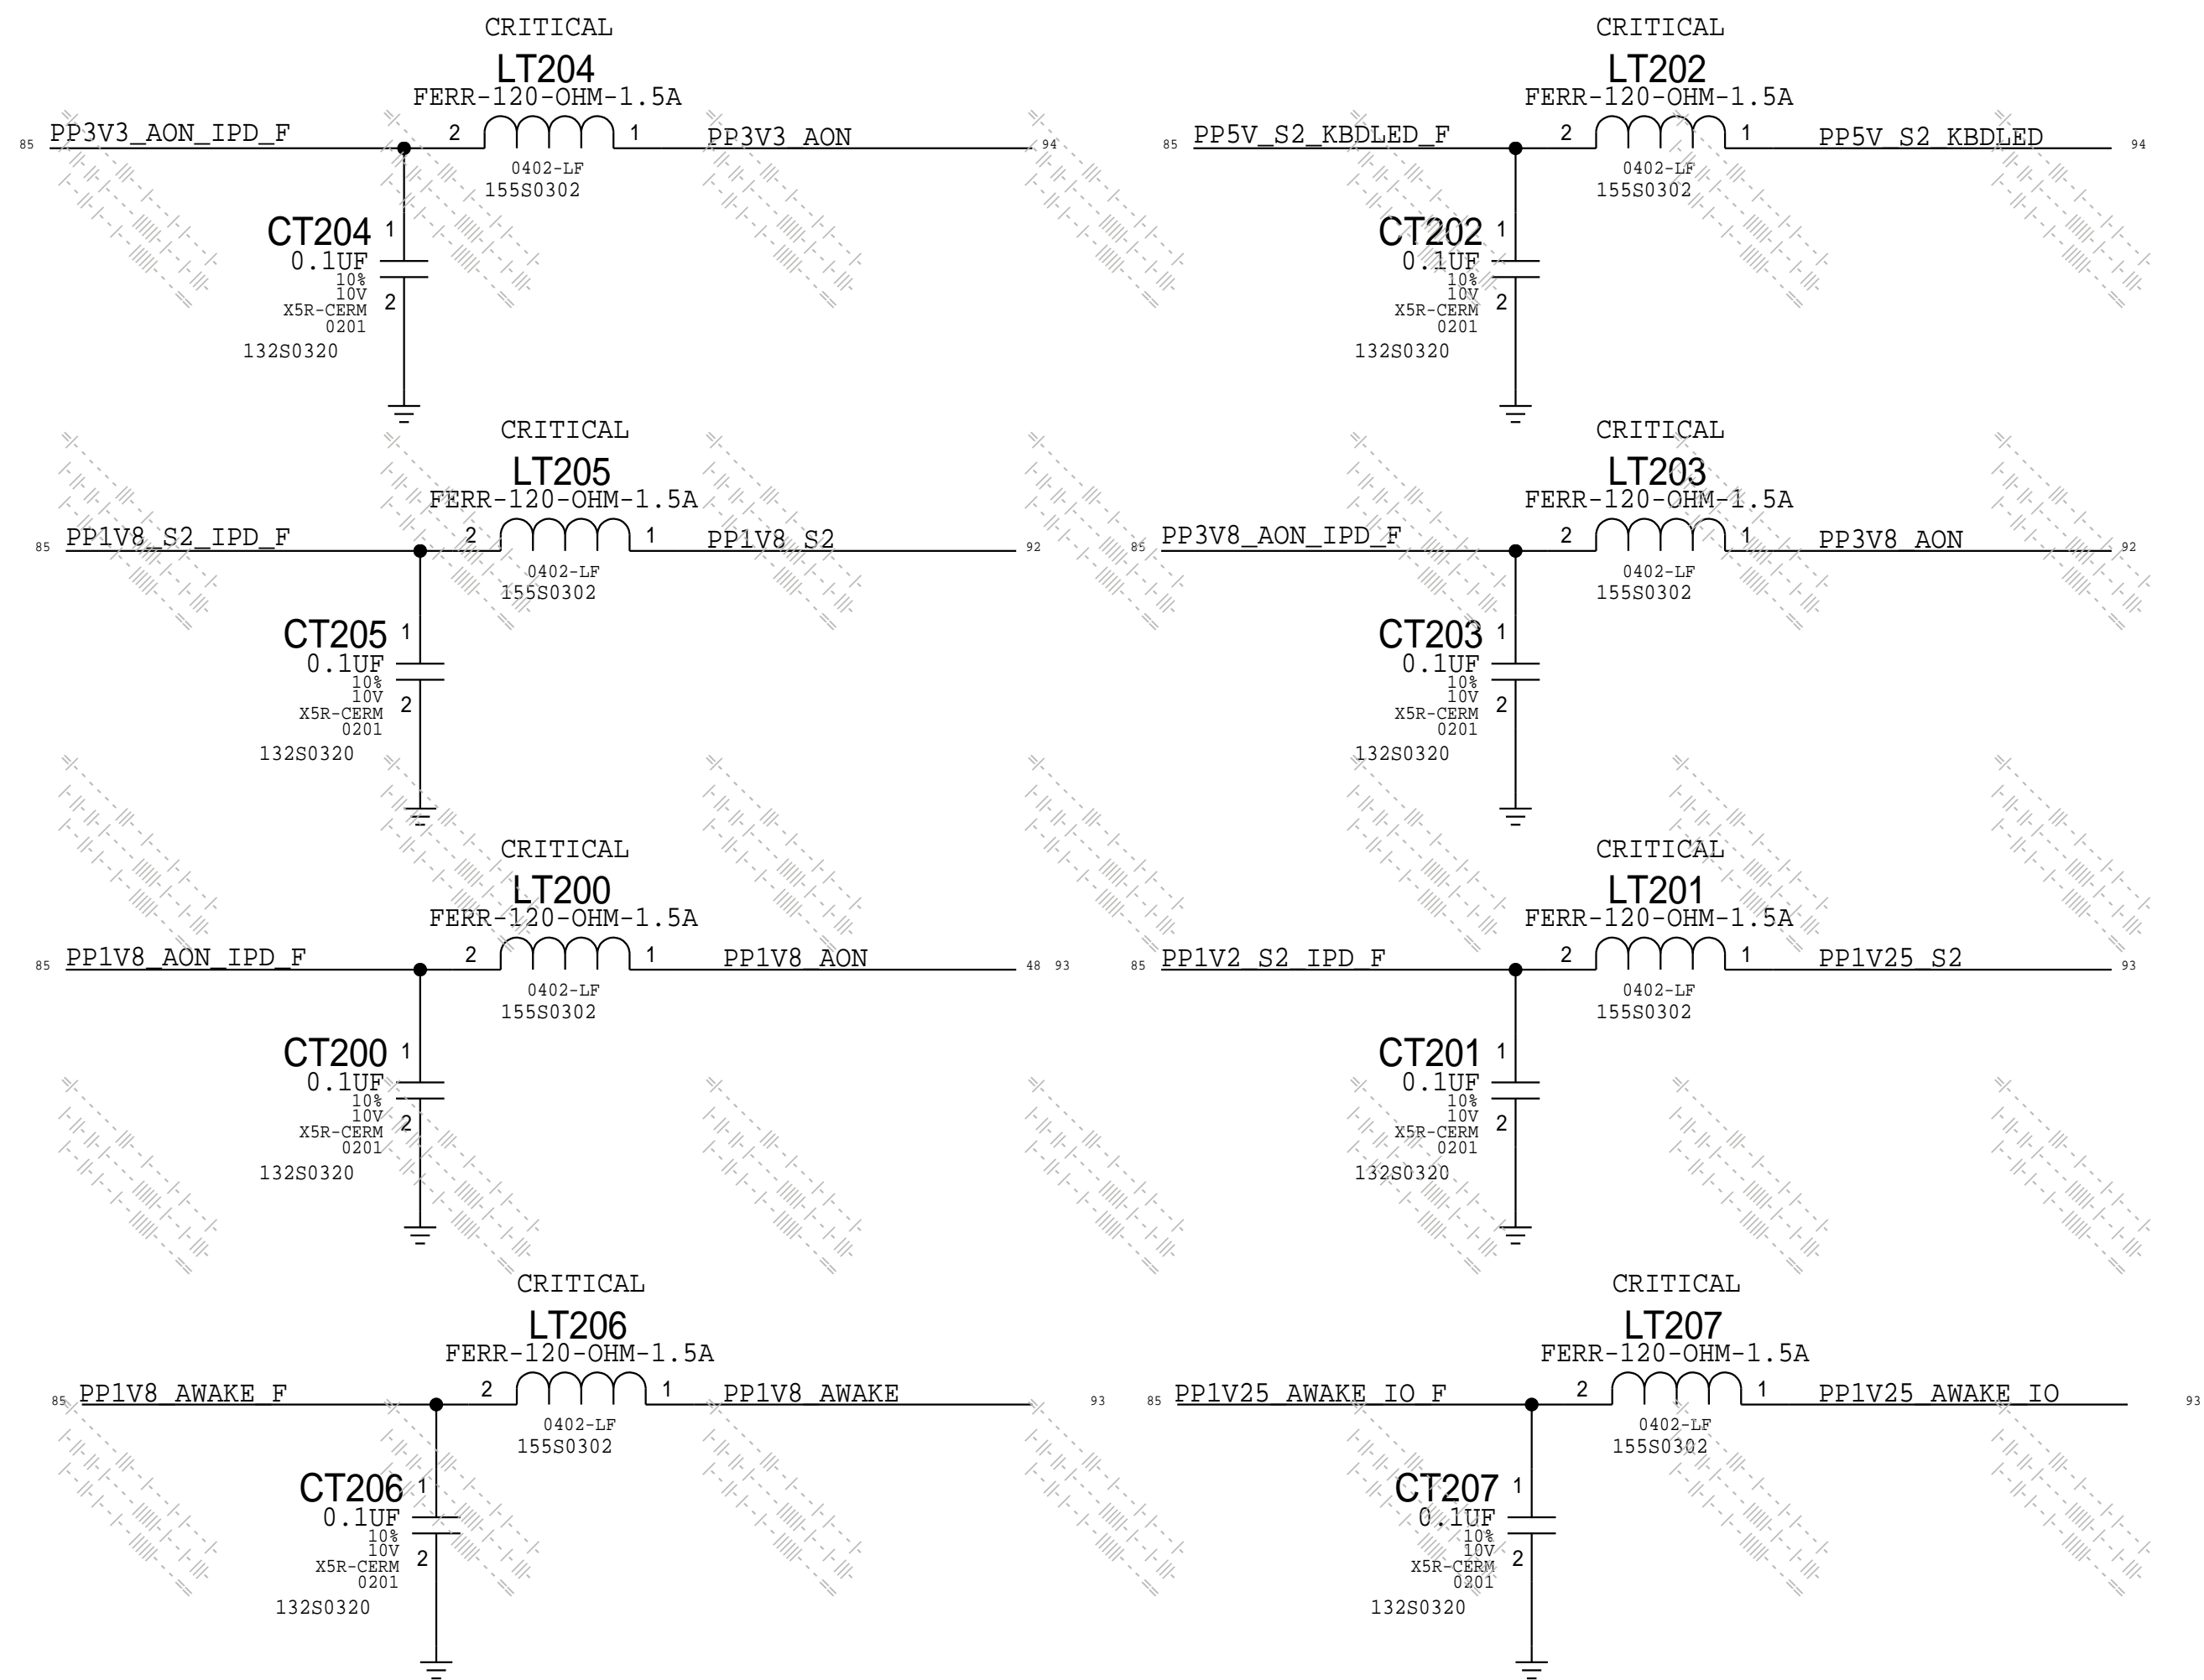 CRITICAL
LT204
FERR-120-OHM-1.5A
85 PP3V3_AON_IPD_F 2 1 PP3V3_AON 94
0402-LF
155S0302
CT204 1
0.1UF
10%
10V
2
X5R-CERM
0201
132S0320
CRITICAL
LT202
FERR-120-OHM-1.5A
85 PP5V_S2_KBDLED_F 2 1 PP5V_S2_KBDLED 94
0402-LF
155S0302
CT202 1
0.1UF
10%
10V
2
X5R-CERM
0201
132S0320
CRITICAL
LT205
FERR-120-OHM-1.5A
85 PP1V8_S2_IPD_F 2 1 PP1V8_S2 92
0402-LF
155S0302
CT205 1
0.1UF
10%
10V
2
X5R-CERM
0201
132S0320
CRITICAL
LT203
FERR-120-OHM-1.5A
85 PP3V8_AON_IPD_F 2 1 PP3V8_AON 92
0402-LF
155S0302
CT203 1
0.1UF
10%
10V
2
X5R-CERM
0201
132S0320
CRITICAL
LT200
FERR-120-OHM-1.5A
85 PP1V8_AON_IPD_F 2 1 PP1V8_AON 48 93
0402-LF
155S0302
CT200 1
0.1UF
10%
10V
2
X5R-CERM
0201
132S0320
CRITICAL
LT201
FERR-120-OHM-1.5A
85 PP1V2_S2_IPD_F 2 1 PP1V25_S2 93
0402-LF
155S0302
CT201 1
0.1UF
10%
10V
2
X5R-CERM
0201
132S0320
CRITICAL
LT206
FERR-120-OHM-1.5A
85 PP1V8_AWAKE_F 2 1 PP1V8_AWAKE 93
0402-LF
155S0302
CT206 1
0.1UF
10%
10V
2
X5R-CERM
0201
132S0320
CRITICAL
LT207
FERR-120-OHM-1.5A
85 PP1V25_AWAKE_IO_F 2 1 PP1V25_AWAKE_IO 93
0402-LF
155S0302
CT207 1
0.1UF
10%
10V
2
X5R-CERM
0201
132S0320